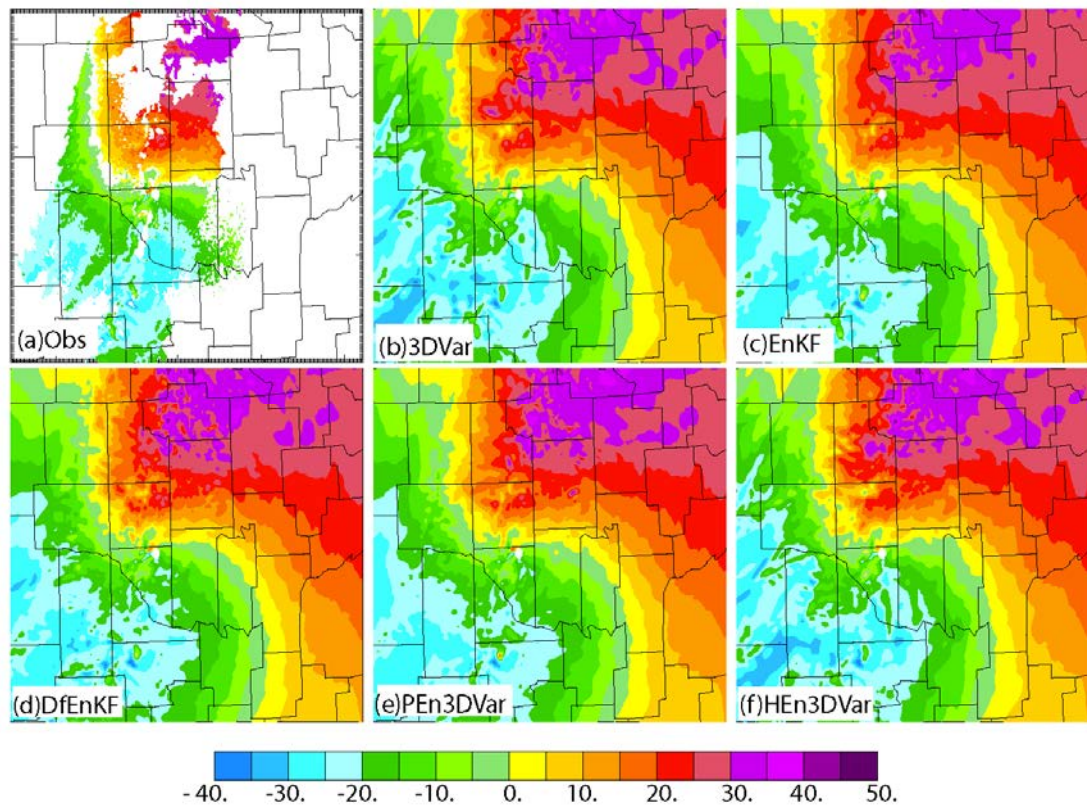 (a)Obs
(b)3DVar
(c)EnKF
(d)DfEnKF
(e)PEn3DVar
(f)HEn3DVar
-40. -30. -20. -10. 0. 10. 20. 30. 40. 50.